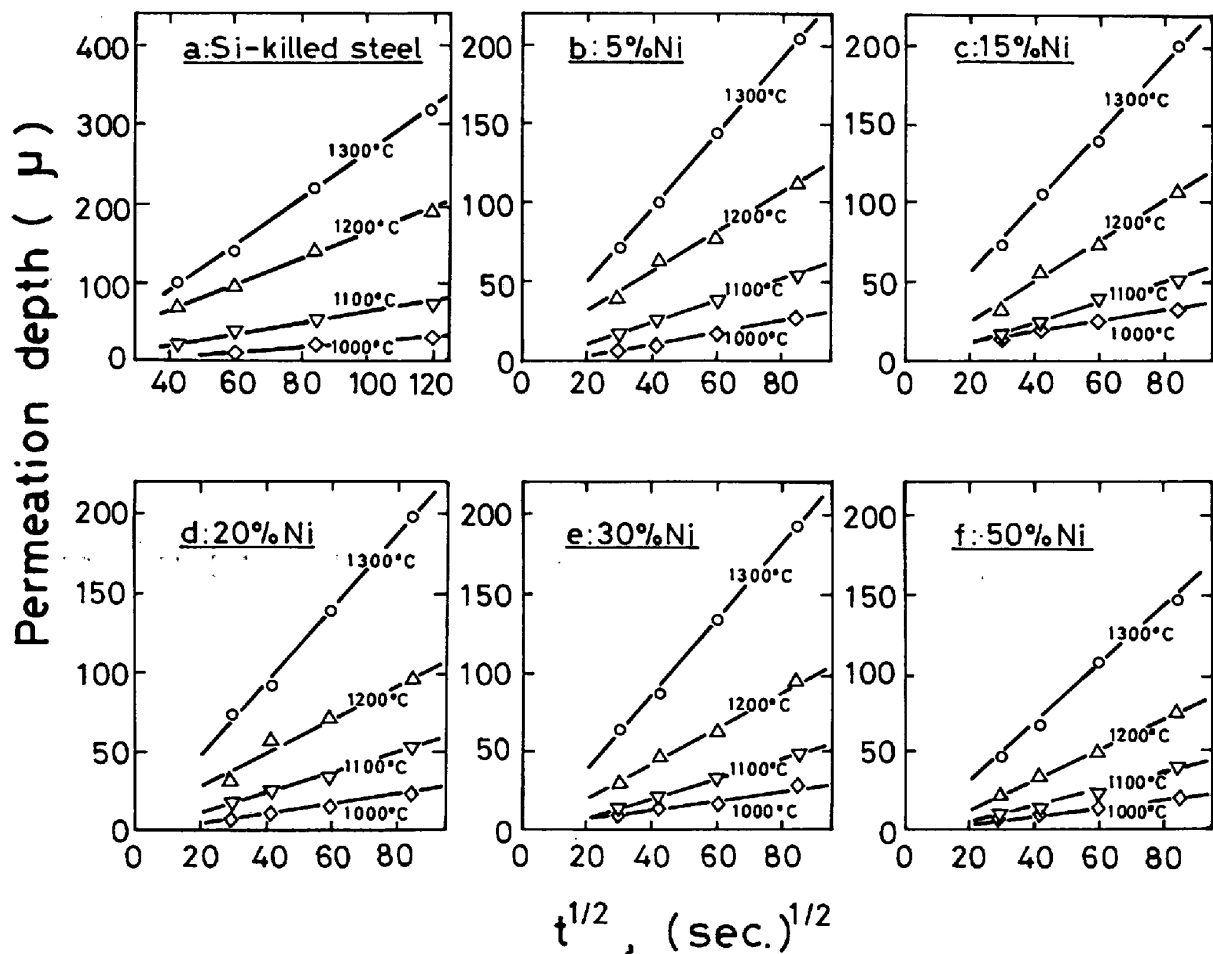 Permeation depth ( μ )
a:Si-killed steel
400
300
200
100
0
1300°C
1200°C
1100°C
1000°C
40 60 80 100 120
b:5%Ni
200
150
100
50
0
1300°C
1200°C
1100°C
1000°C
0 20 40 60 80
c:15%Ni
200
150
100
50
0
1300°C
1200°C
1100°C
1000°C
0 20 40 60 80
d:20%Ni
200
150
100
50
0
1300°C
1200°C
1100°C
1000°C
0 20 40 60 80
e:30%Ni
200
150
100
50
0
1300°C
1200°C
1100°C
1000°C
0 20 40 60 80
f:50%Ni
200
150
100
50
0
1300°C
1200°C
1100°C
1000°C
0 20 40 60 80
t^1/2 , (sec.)^1/2